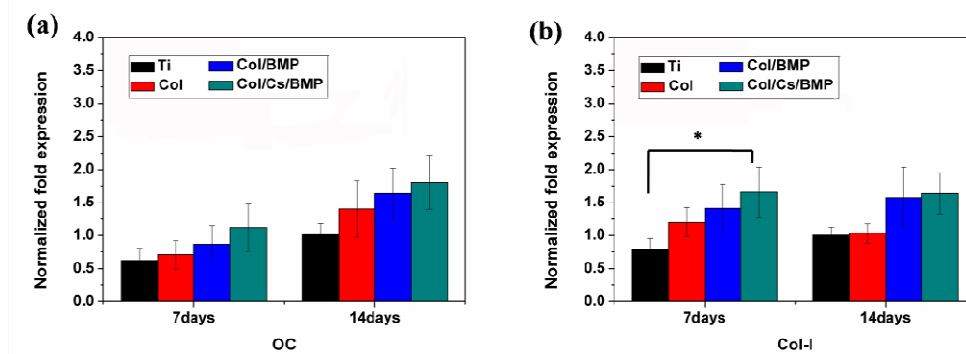 (a)
Normalized fold expression
4.0
3.5
3.0
2.5
2.0
1.5
1.0
0.5
0.0
Ti
Col
Col/BMP
Col/Cs/BMP
7days
14days
OC
(b)
Normalized fold expression
4.0
3.5
3.0
2.5
2.0
1.5
1.0
0.5
0.0
Ti
Col
Col/BMP
Col/Cs/BMP
*
7days
14days
Col-I